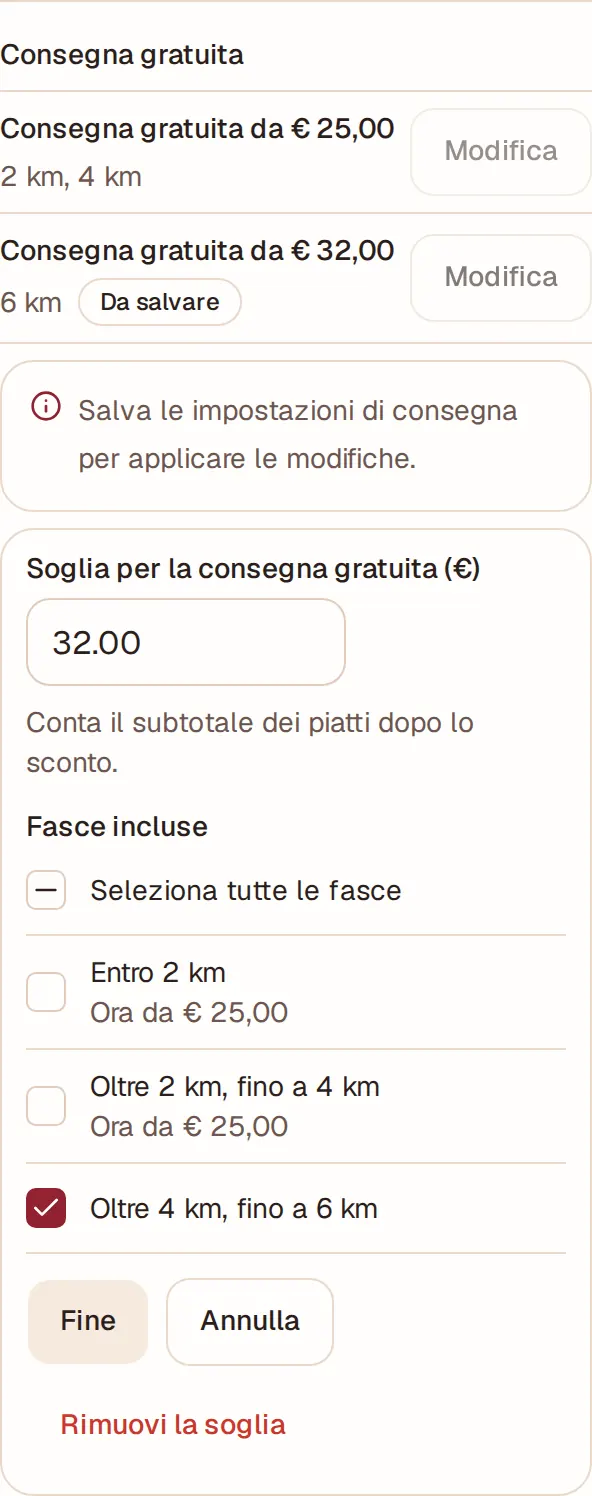 Consegna gratuita
Consegna gratuita da € 25,00
2 km, 4 km
Modifica
Consegna gratuita da € 32,00
6 km
Da salvare
Modifica
Salva le impostazioni di consegna
per applicare le modifiche.
Soglia per la consegna gratuita (€)
32.00
Conta il subtotale dei piatti dopo lo
sconto.
Fasce incluse
Seleziona tutte le fasce
Entro 2 km
Ora da € 25,00
Oltre 2 km, fino a 4 km
Ora da € 25,00
Oltre 4 km, fino a 6 km
Fine
Annulla
Rimuovi la soglia